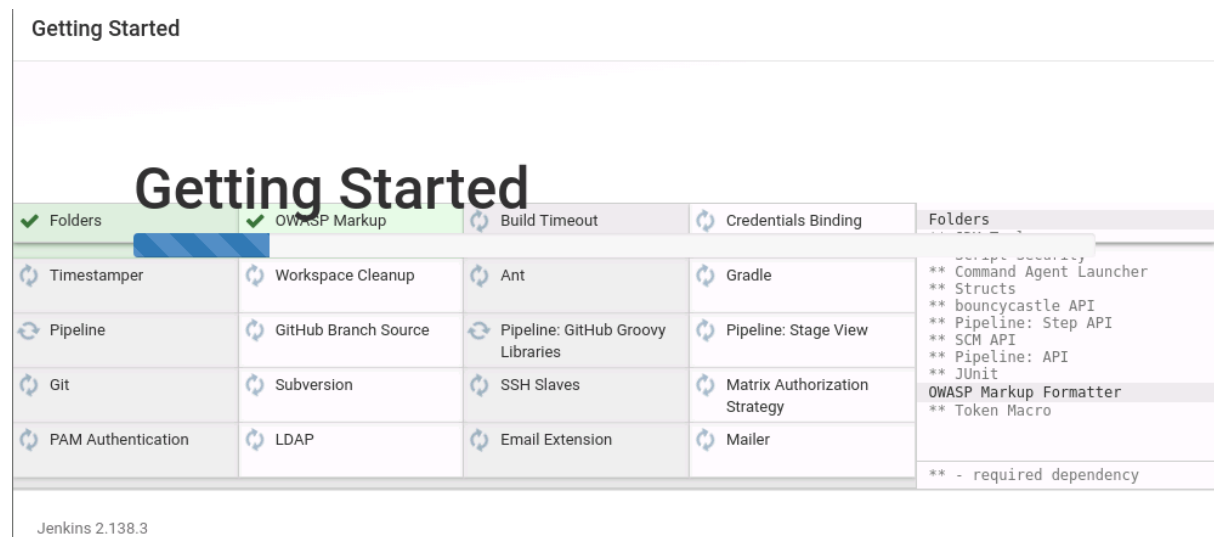 Getting Started
Getting Started
Folders
OWASP Markup
Build Timeout
Credentials Binding
Timestamper
Workspace Cleanup
Ant
Gradle
Pipeline
GitHub Branch Source
Pipeline: GitHub Groovy
Libraries
Pipeline: Stage View
Git
Subversion
SSH Slaves
Matrix Authorization
Strategy
PAM Authentication
LDAP
Email Extension
Mailer
Folders
** Script Security
** Command Agent Launcher
** Structs
** bouncycastle API
** Pipeline: Step API
** SCM API
** Pipeline: API
** JUnit
OWASP Markup Formatter
** Token Macro
** - required dependency
Jenkins 2.138.3